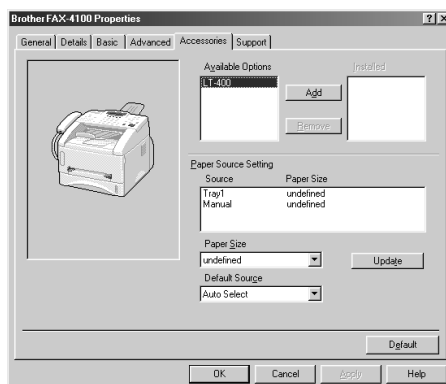 Brother FAX-4100 Properties
General Details Basic Advanced Accessories Support
Available Options Installed
LT-400
Add
Remove
Paper Source Setting
Source Paper Size
Tray1 undefined
Manual undefined
Paper Size
undefined Update
Default Source
Auto Select
Default
OK Cancel Apply Help